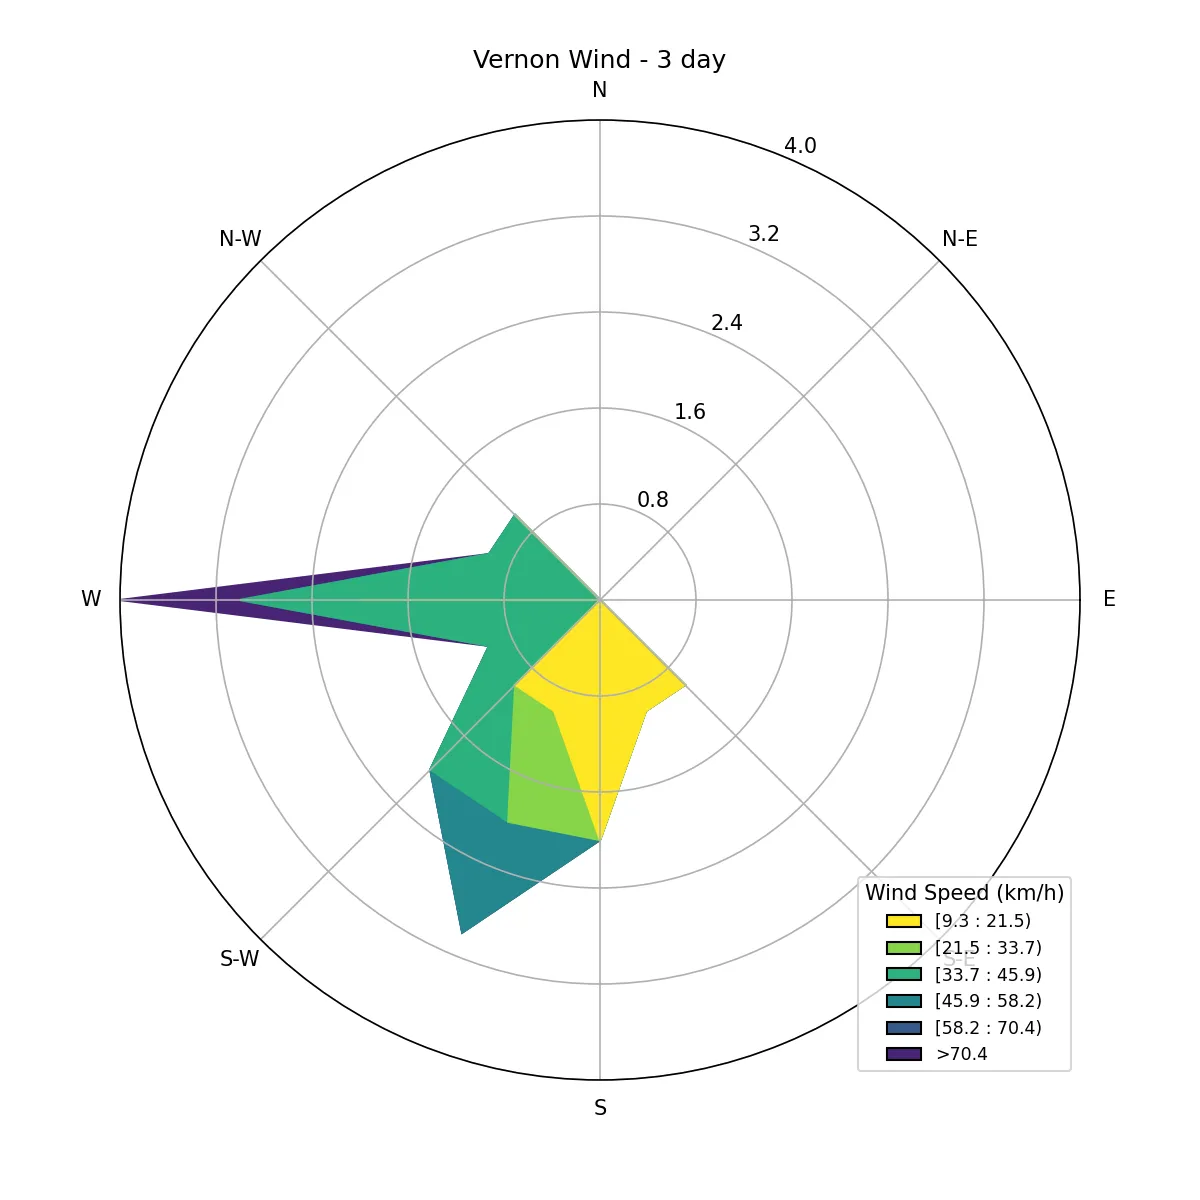 Vernon Wind - 3 day
N
4.0
N-W
3.2
N-E
2.4
1.6
0.8
W
E
S-W
S-E
Wind Speed (km/h)
[9.3 : 21.5)
[21.5 : 33.7)
[33.7 : 45.9)
[45.9 : 58.2)
[58.2 : 70.4)
>70.4
S